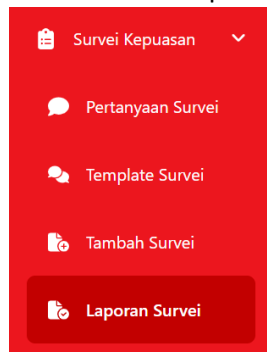 Survei Kepuasan
Pertanyaan Survei
Template Survei
Tambah Survei
Laporan Survei